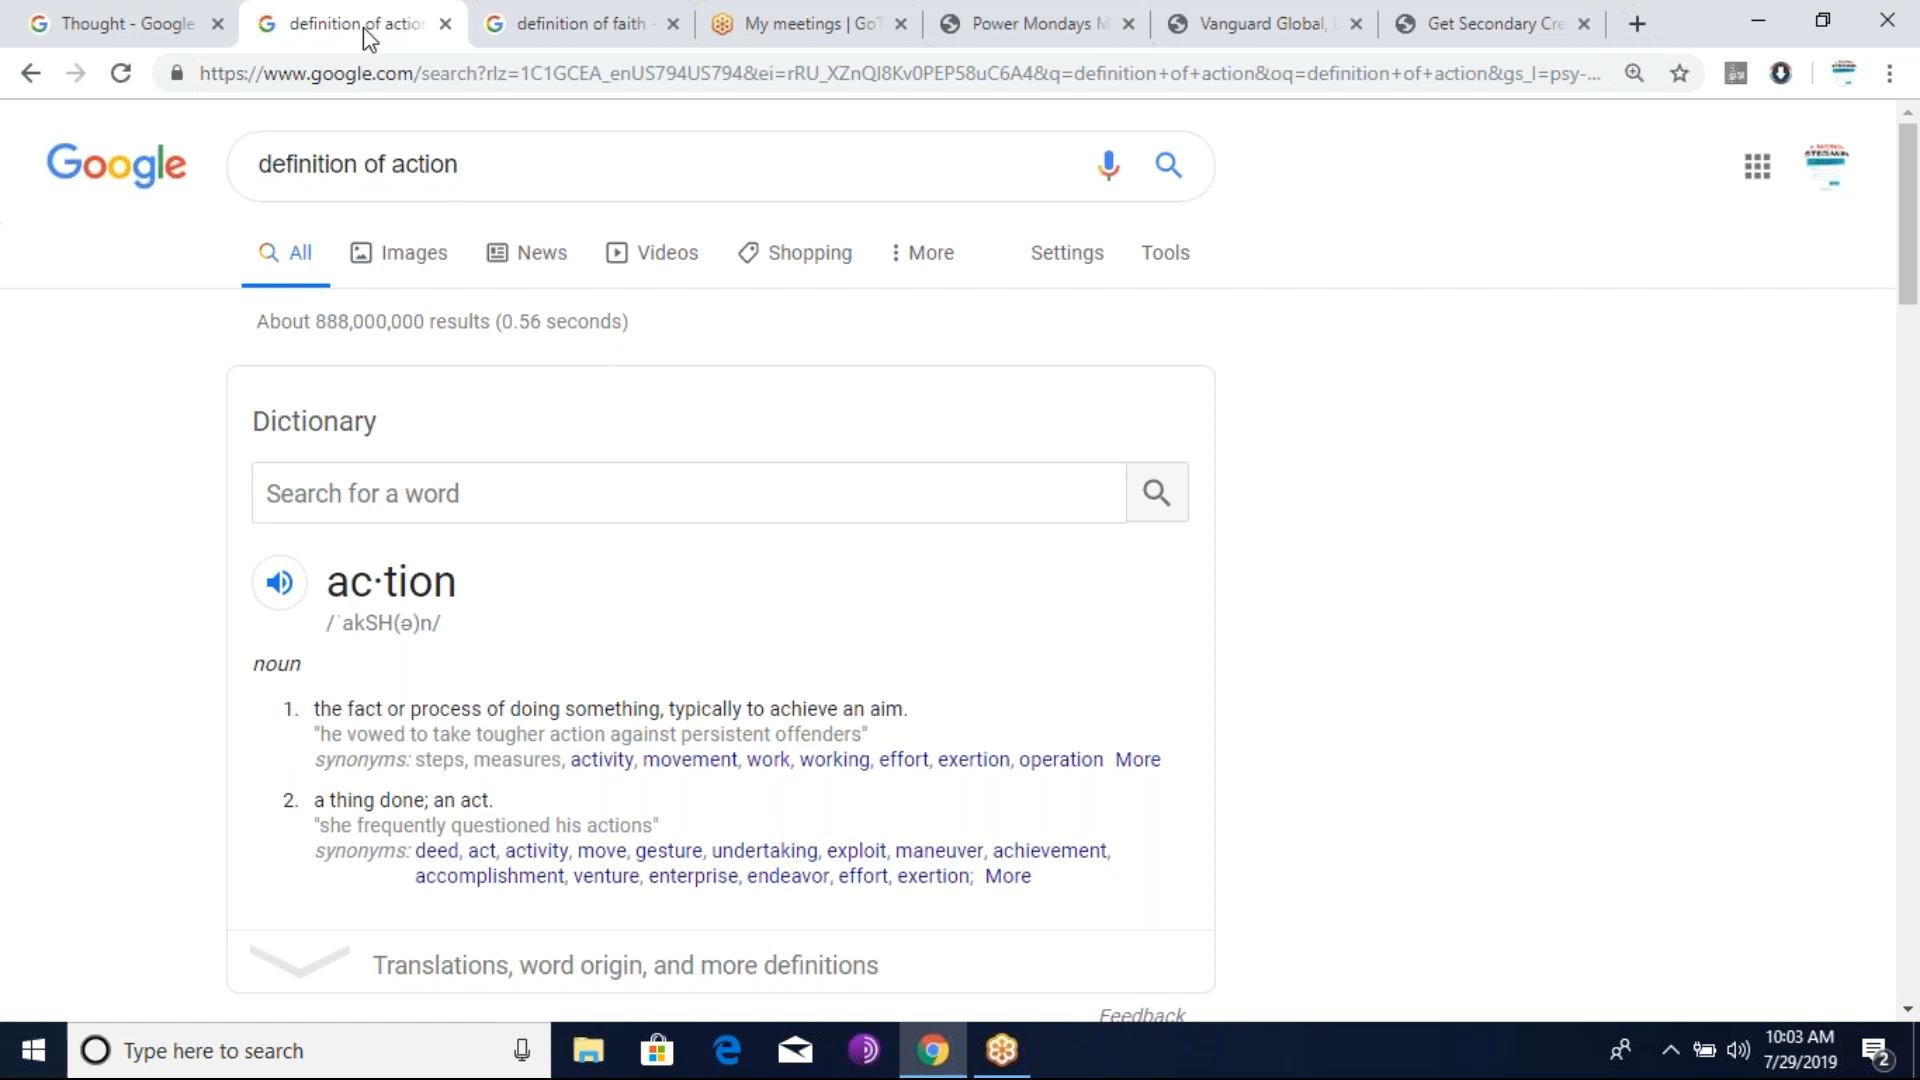 Thought - Google
definition of action
definition of faith -
My meetings | GoT
Power Mondays M
Vanguard Global, L
Get Secondary Cre
https://www.google.com/search?rlz=1C1GCEA_enUS794US794&ei=rRU_XZnQI8Kv0PEP58uC6A4&q=definition+of+action&oq=definition+of+action&gs_l=psy-...
Google
definition of action
All
Images
News
Videos
Shopping
More
Settings
Tools
About 888,000,000 results (0.56 seconds)
Dictionary
Search for a word
ac·tion
/ˈakSH(ə)n/
noun
1. the fact or process of doing something, typically to achieve an aim.
"he vowed to take tougher action against persistent offenders"
synonyms: steps, measures, activity, movement, work, working, effort, exertion, operation More
2. a thing done; an act.
"she frequently questioned his actions"
synonyms: deed, act, activity, move, gesture, undertaking, exploit, maneuver, achievement,
accomplishment, venture, enterprise, endeavor, effort, exertion; More
Translations, word origin, and more definitions
Feedback
Type here to search
10:03 AM
7/29/2019
2